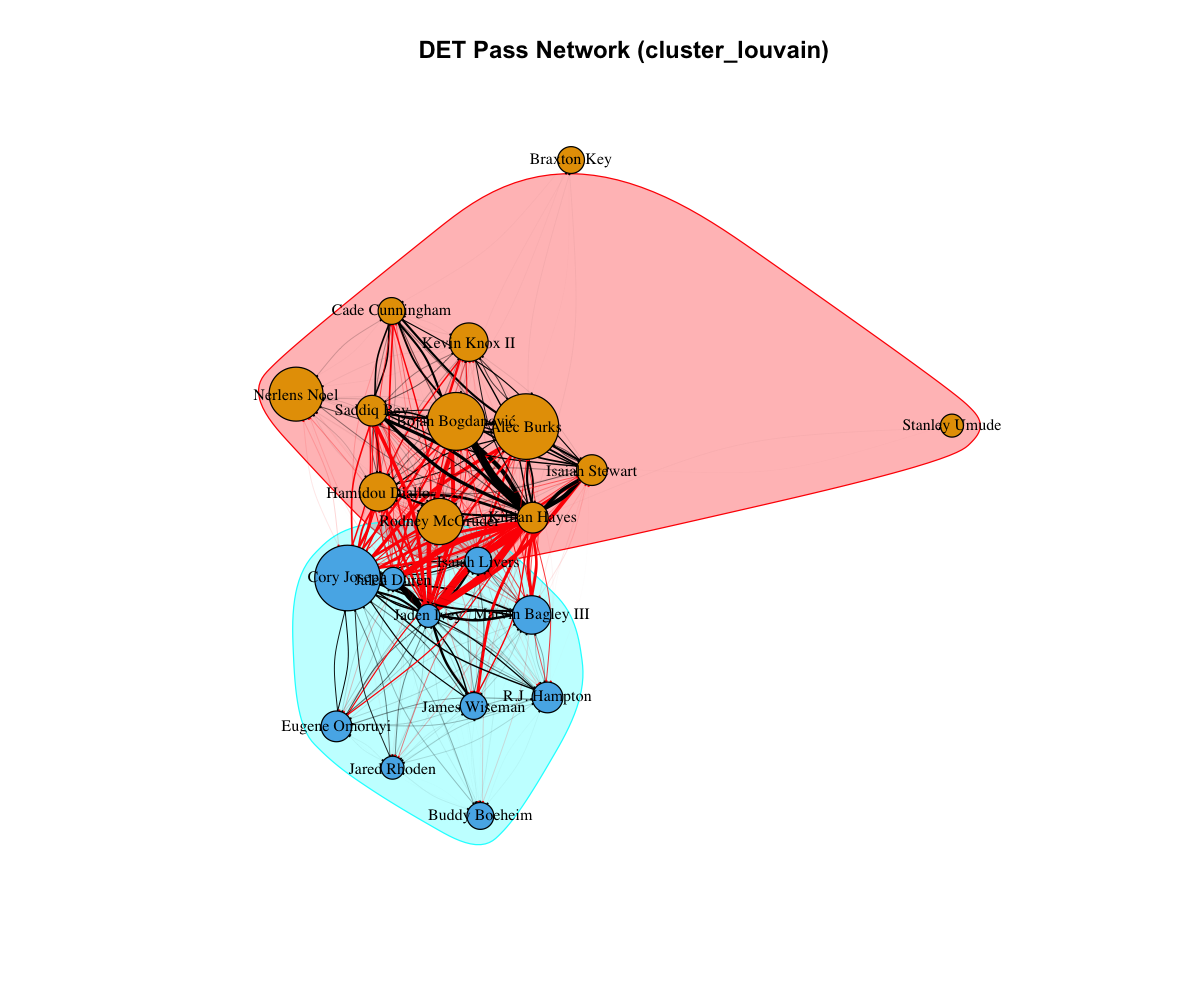 DET Pass Network (cluster_louvain)
Braxton Key
Cade Cunningham
Kevin Knox II
Nerlens Noel
Saddiq Bey
Bojan Bogdanović
Alec Burks
Stanley Umude
Isaiah Stewart
Hamidou Diallo
Rodney McGruder
Killian Hayes
Isaiah Livers
Cory Joseph
Jalen Duren
Jaden Ivey
Marvin Bagley III
R.J. Hampton
James Wiseman
Eugene Omoruyi
Jared Rhoden
Buddy Boeheim